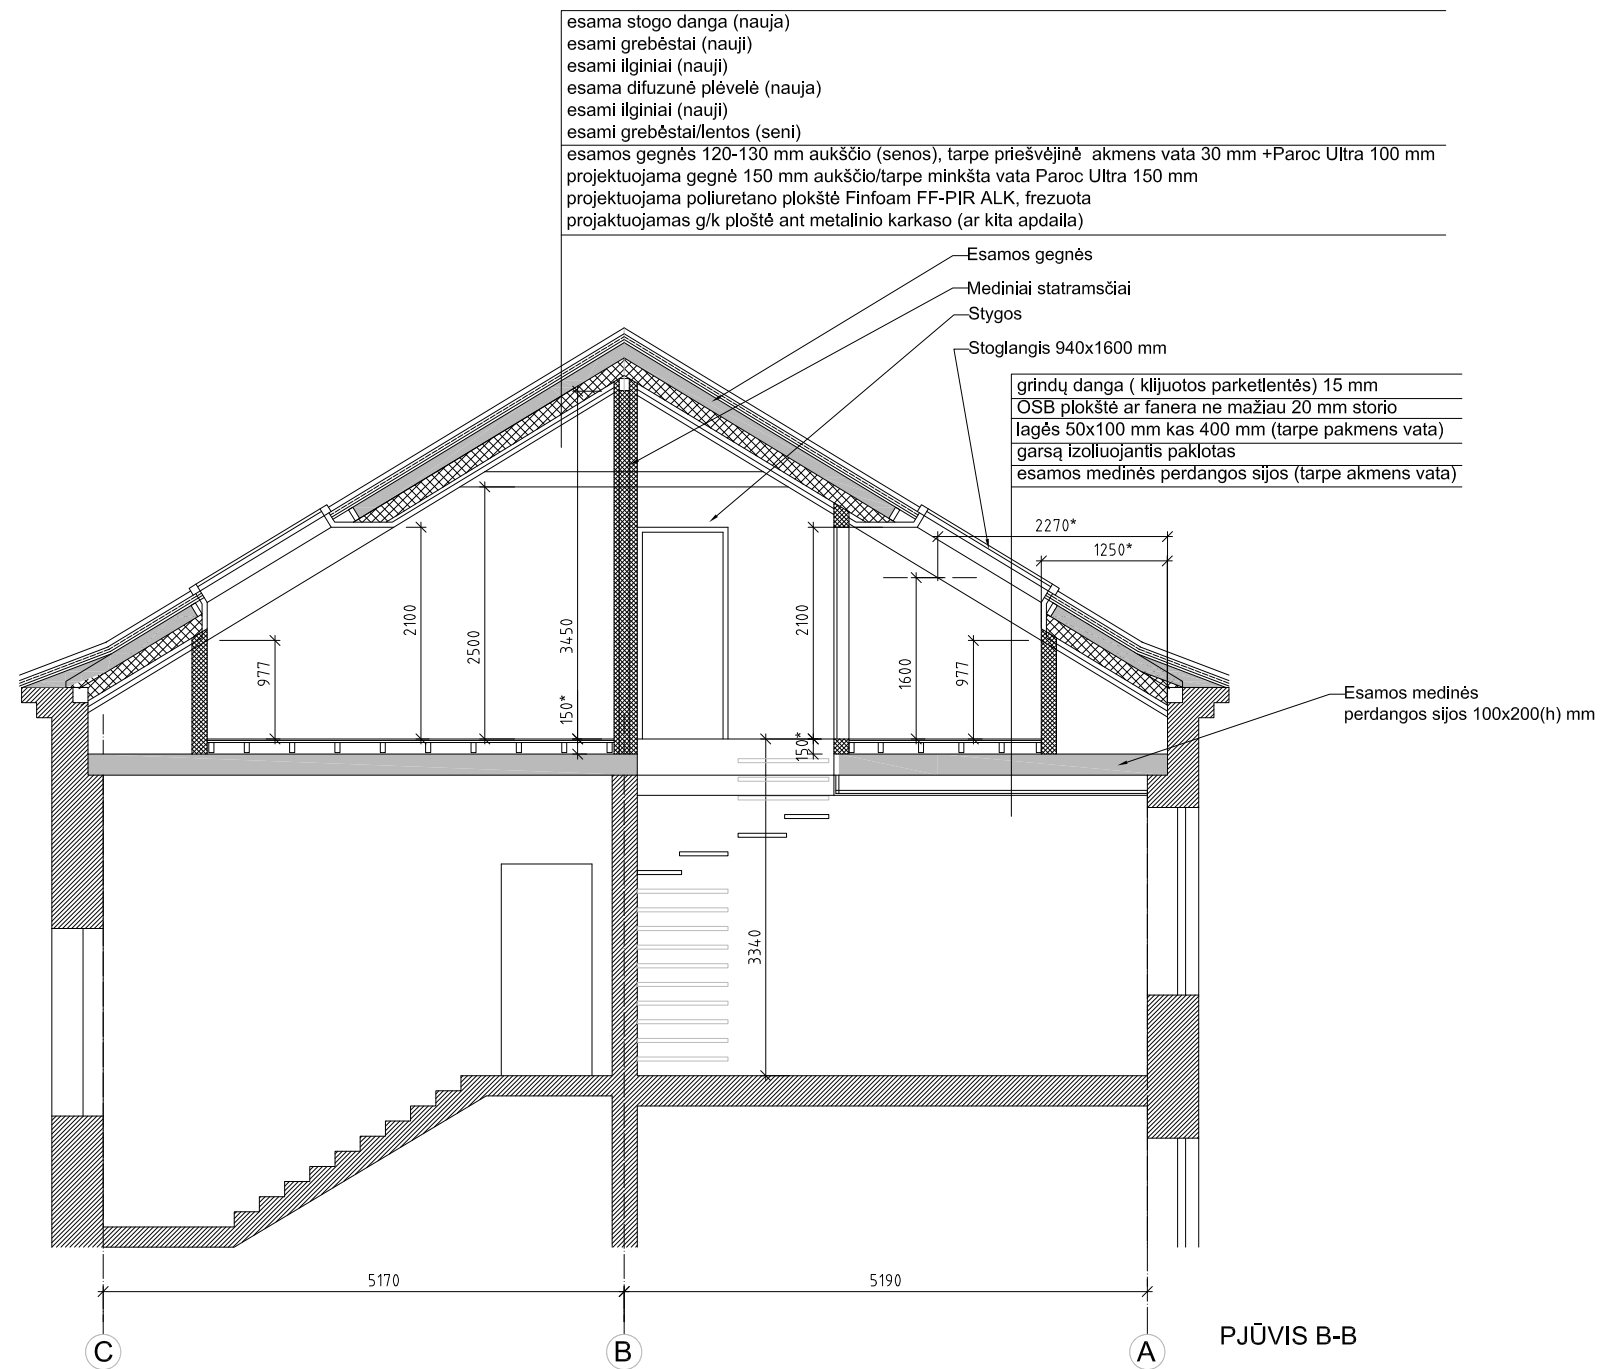 esama stogo danga (nauja)
esami grebėstai (nauji)
esami ilginiai (nauji)
esama difuzunė plėvelė (nauja)
esami ilginiai (nauji)
esami grebėstai/lentos (seni)
esamos gegnės 120-130 mm aukščio (senos), tarpe priešvėjinė akmens vata 30 mm +Paroc Ultra 100 mm
projektuojama gegnė 150 mm aukščio/tarpe minkšta vata Paroc Ultra 150 mm
projektuojama poliuretano plokštė Finfoam FF-PIR ALK, frezuota
projaktuojamas g/k ploštė ant metalinio karkaso (ar kita apdaila)
Esamos gegnės
Mediniai statramsčiai
Stygos
Stoglangis 940x1600 mm
grindų danga ( klijuotos parketlentės) 15 mm
OSB plokštė ar fanera ne mažiau 20 mm storio
lagės 50x100 mm kas 400 mm (tarpe pakmens vata)
garsą izoliuojantis paklotas
esamos medinės perdangos sijos (tarpe akmens vata)
2270*
1250*
977
2100
2500
3450
150*
2100
150*
1600
977
Esamos medinės
perdangos sijos 100x200(h) mm
3340
5170
5190
C
B
A
PJŪVIS B-B